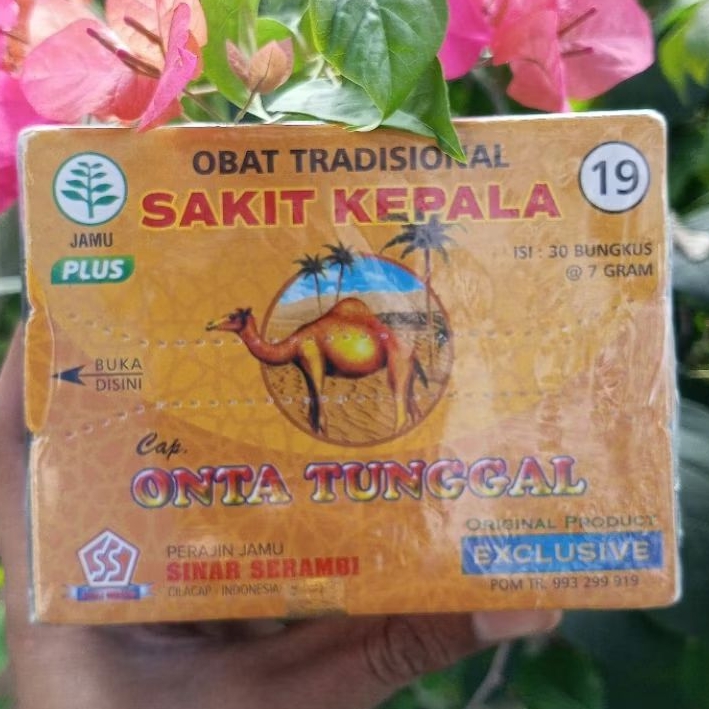 OBAT TRADISIONAL
SAKIT KEPALA
19
JAMU
PLUS
ISI : 30 BUNGKUS
@ 7 GRAM
BUKA
DISINI
Cap.
ONTA TUNGGAL
ORIGINAL PRODUCT
EXCLUSIVE
POM TR. 993 299 919
SS
PERAJIN JAMU
SINAR SERAMBI
CILACAP - INDONESIA